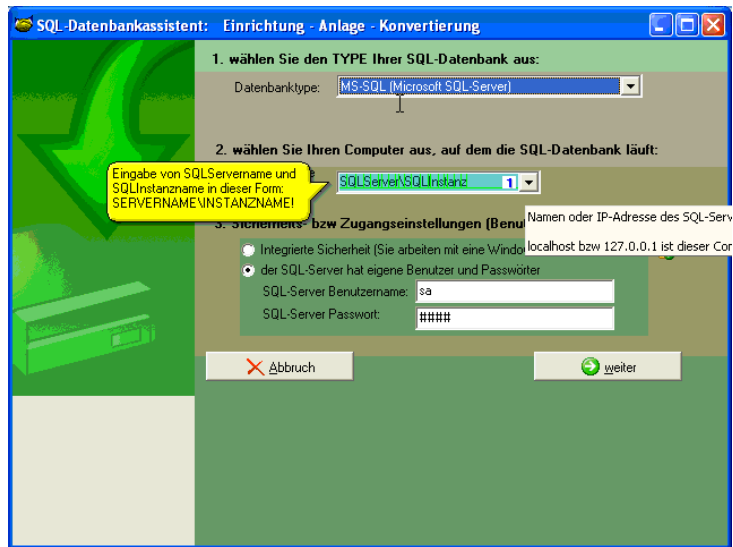 SQL-Datenbankassistent: Einrichtung - Anlage - Konvertierung
1. wählen Sie den TYPE Ihrer SQL-Datenbank aus:
Datenbanktype: MS-SQL (Microsoft SQL-Server)
2. wählen Sie Ihren Computer aus, auf dem die SQL-Datenbank läuft:
Eingabe von SQLServername und
SQLInstanzname in dieser Form:
SERVERNAME\INSTANZNAME!
SQLServer\SQLInstanz 1
Namen oder IP-Adresse des SQL-Serv
localhost bzw 127.0.0.1 ist dieser Con
3. Sicherheits- bzw Zugangseinstellungen (Benu
Integrierte Sicherheit (Sie arbeiten mit eine Windo
der SQL-Server hat eigene Benutzer und Passwörter
SQL-Server Benutzername: sa
SQL-Server Passwort: ####
Abbruch
weiter